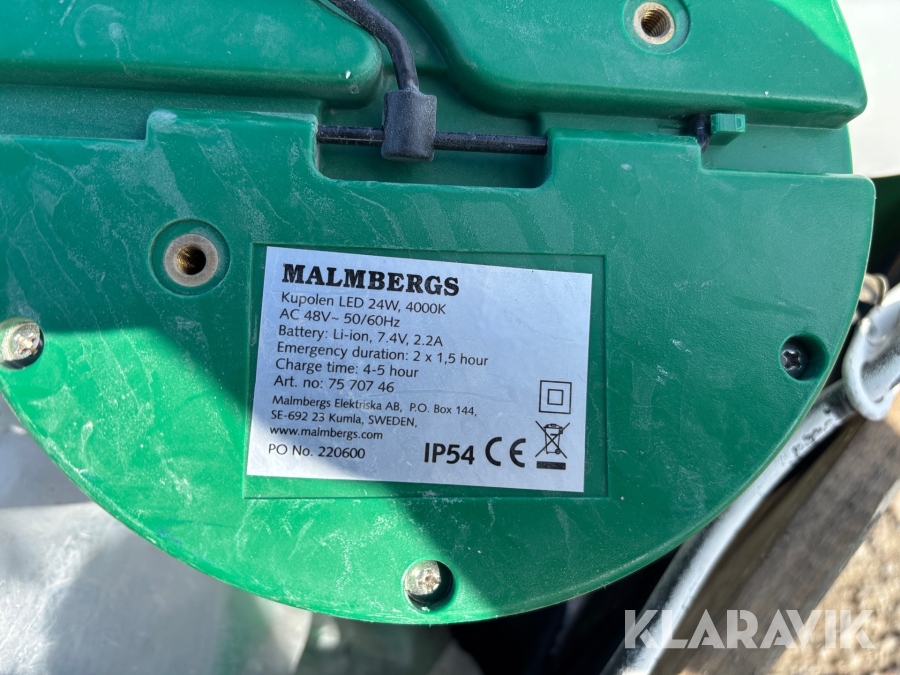 MALMBERGS
Kupolen LED 24W, 4000K
AC 48V~ 50/60Hz
Battery: Li-ion, 7.4V, 2.2A
Emergency duration: 2 x 1,5 hour
Charge time: 4-5 hour
Art. no: 75 707 46
Malmbergs Elektriska AB, P.O. Box 144,
SE-692 23 Kumla, SWEDEN,
www.malmbergs.com
PO No. 220600
IP54 CE
KLARAVIK